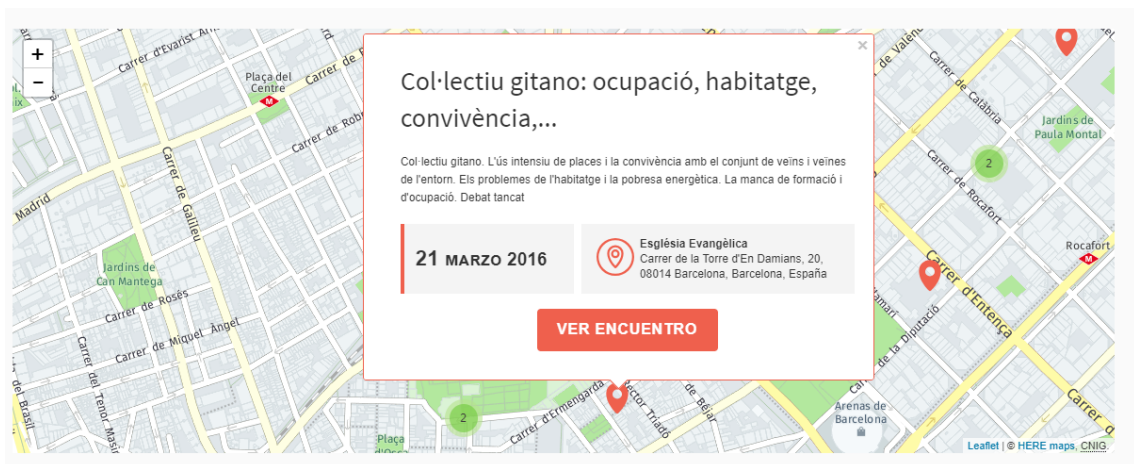 +
−
Carrer d'Evarist
Plaça del
Centre
M
Carrer de
Carrer de
Carrer de Galileu
Madrid
Jardins de
Can Mantega
Carrer de Rosés
Carrer de Miquel Àngel
Carrer del Tenor
del Brasil
×
Col·lectiu gitano: ocupació, habitatge,
convivència,...
Col·lectiu gitano. L'ús intensiu de places i la convivència amb el conjunt de veïns i veïnes
de l'entorn. Els problemes de l'habitatge i la pobresa energètica. La manca de formació i
d'ocupació. Debat tancat
21 MARZO 2016
Església Evangèlica
Carrer de la Torre d'En Damians, 20,
08014 Barcelona, Barcelona, España
VER ENCUENTRO
Carrer de Calàbria
Jardins de
Paula Montal
2
Carrer de Rocafort
Rocafort
M
Carrer d'Entença
de la Diputació
2
Carrer d'Ermengarda
Sector Triadó
de Béjar
Plaça
Arenas de
Barcelona
Carrer
Leaflet | © HERE maps, CNIG